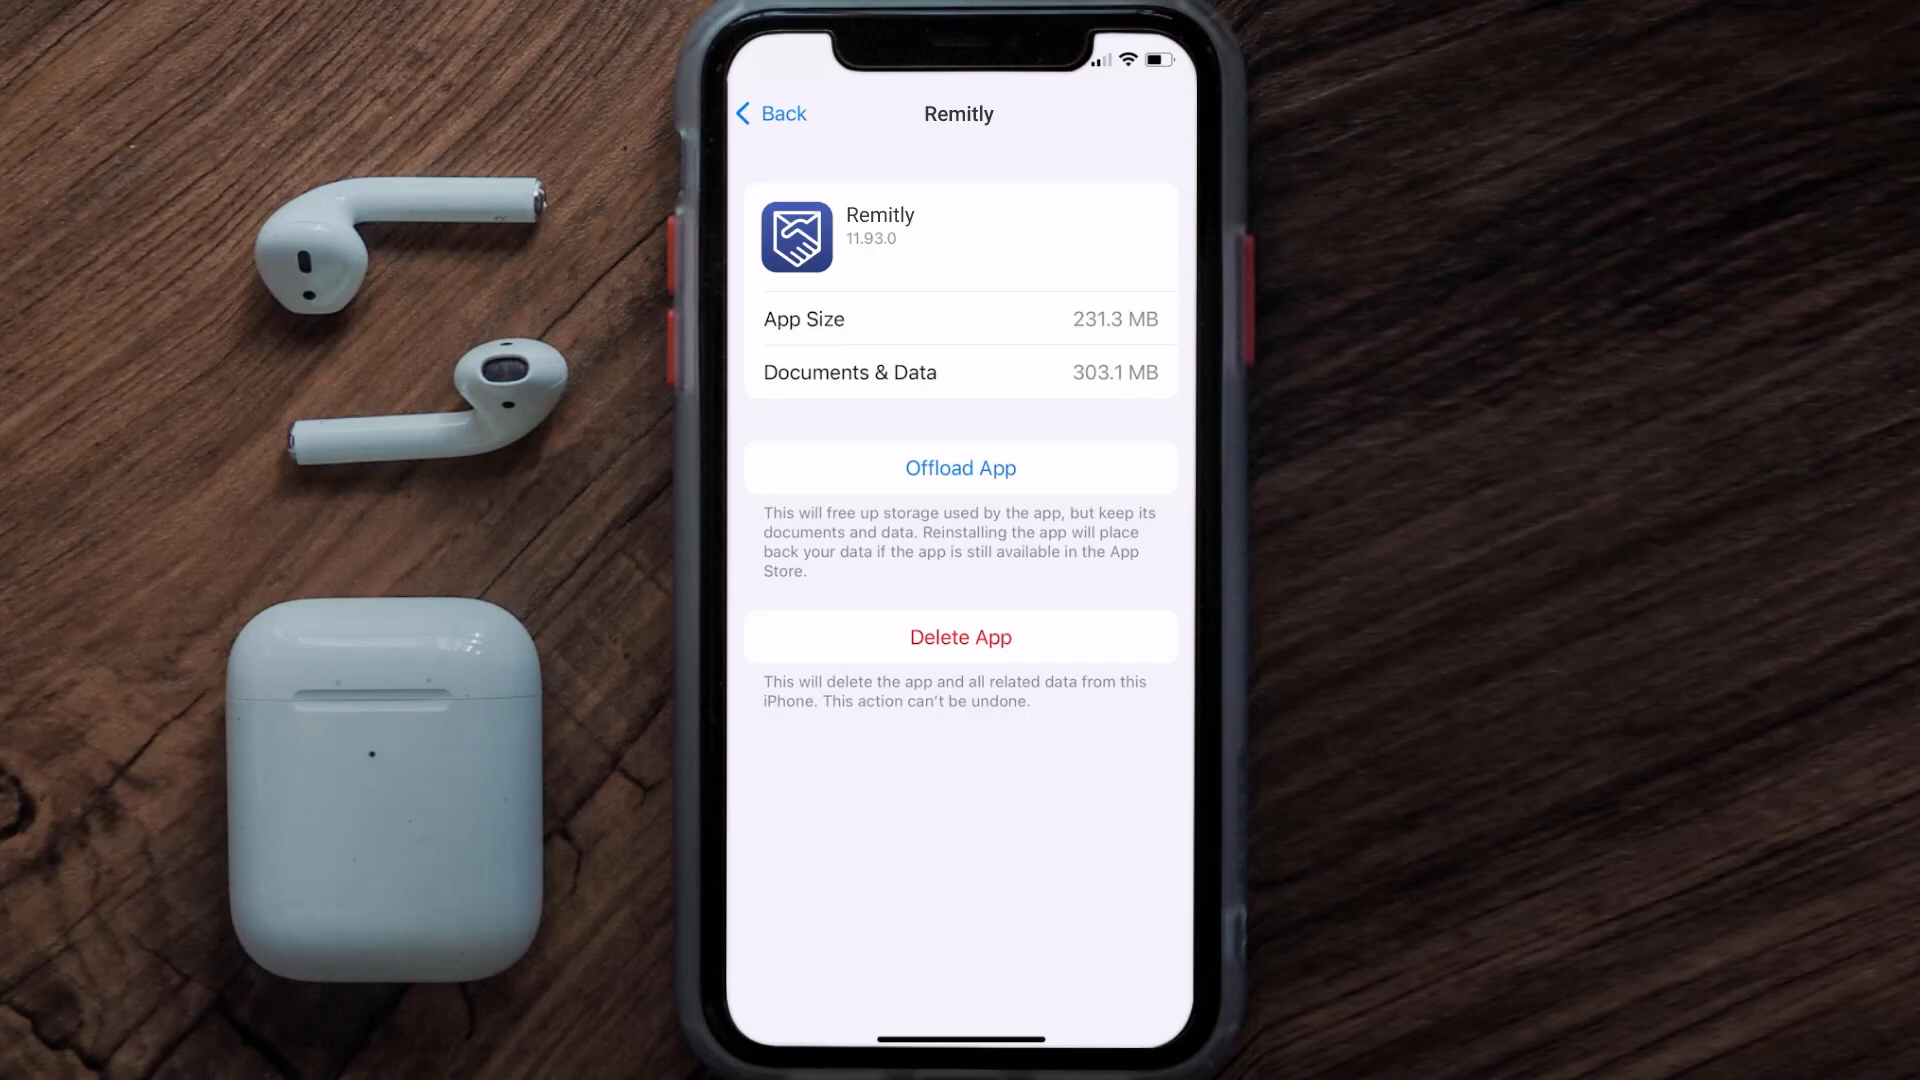 Back
Remitly
Remitly
11.93.0
App Size 231.3 MB
Documents & Data 303.1 MB
Offload App
This will free up storage used by the app, but keep its
documents and data. Reinstalling the app will place
back your data if the app is still available in the App
Store.
Delete App
This will delete the app and all related data from this
iPhone. This action can't be undone.